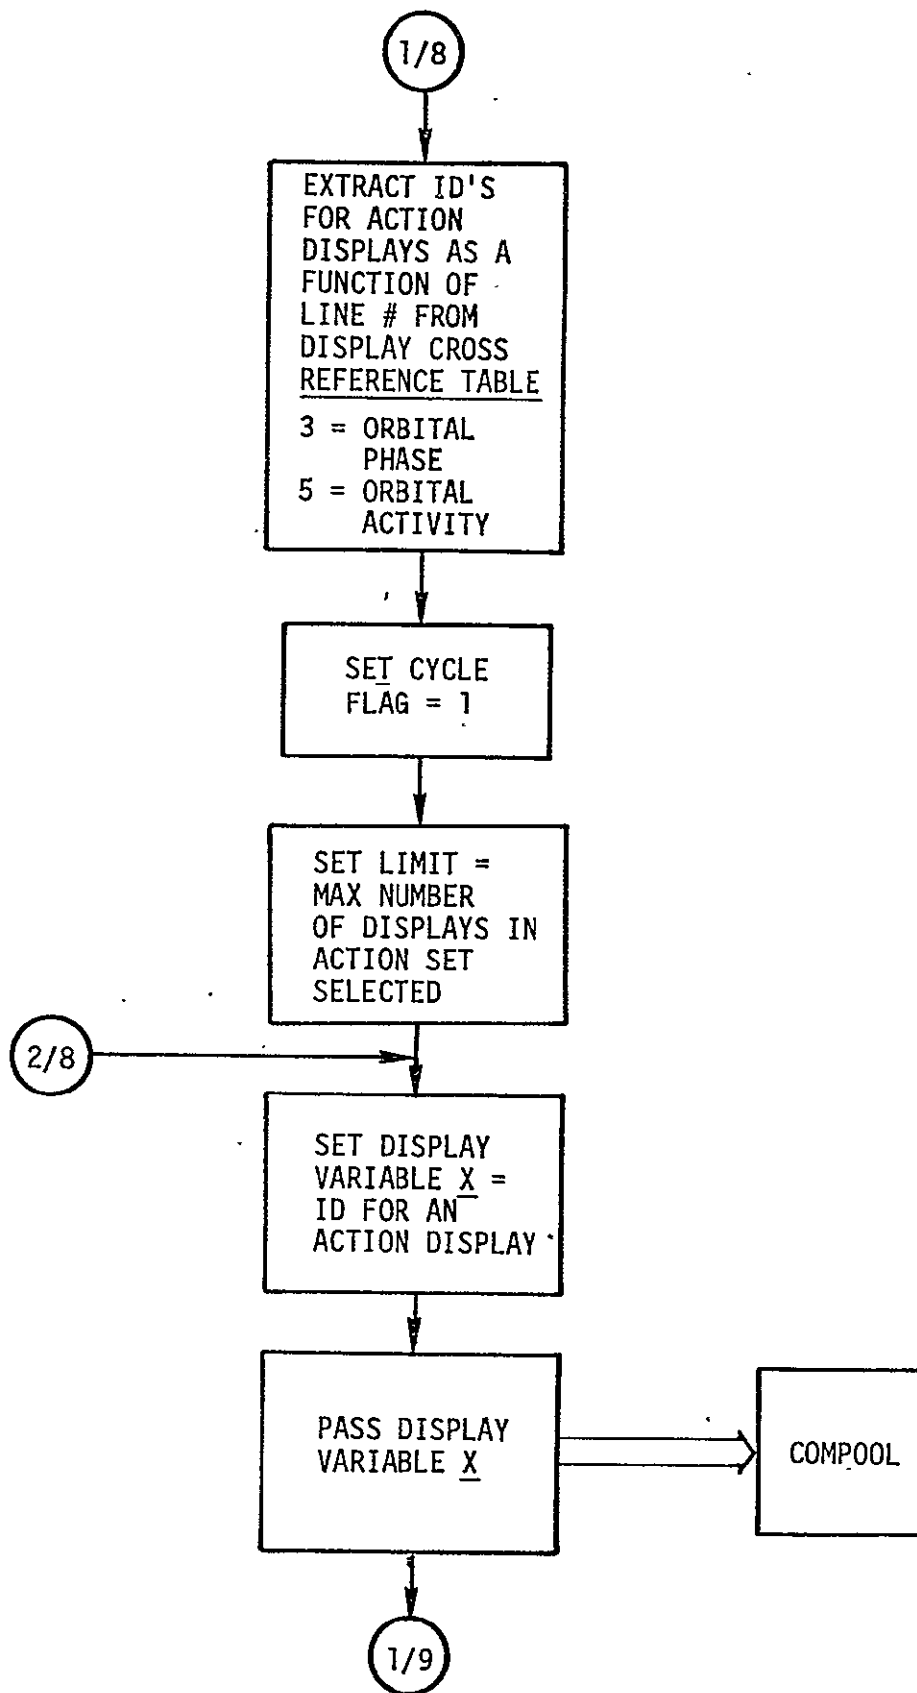 1/8
EXTRACT ID'S
FOR ACTION
DISPLAYS AS A
FUNCTION OF
LINE # FROM
DISPLAY CROSS
REFERENCE TABLE
3 = ORBITAL
PHASE
5 = ORBITAL
ACTIVITY
SET CYCLE
FLAG = 1
SET LIMIT =
MAX NUMBER
OF DISPLAYS IN
ACTION SET
SELECTED
2/8
SET DISPLAY
VARIABLE X =
ID FOR AN
ACTION DISPLAY
PASS DISPLAY
VARIABLE X
COMPOOL
1/9